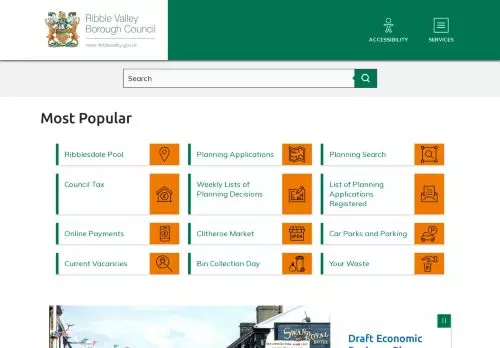 Ribble Valley
Borough Council
www.ribblevalley.gov.uk
ACCESSIBILITY
SERVICES
Search
Most Popular
Ribblesdale Pool
Planning Applications
Planning Search
Council Tax
Weekly Lists of
Planning Decisions
List of Planning
Applications
Registered
Online Payments
Clitheroe Market
Car Parks and Parking
Current Vacancies
Bin Collection Day
Your Waste
SWAN & ROYAL
HOTEL
Draft Economic